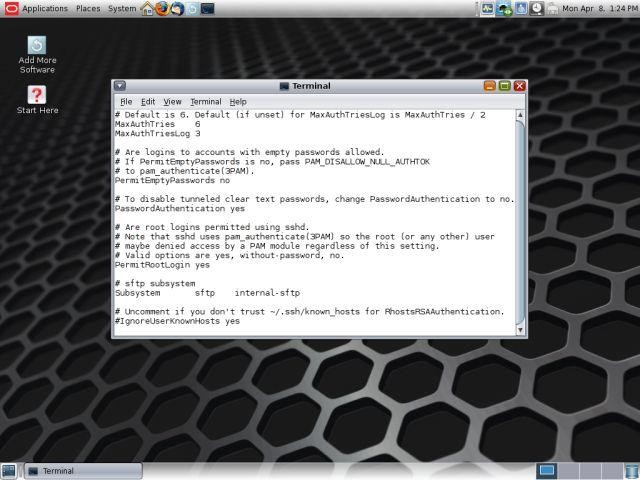 Applications Places System
Mon Apr 8, 1:24 PM
Add More
Software
Start Here
Terminal
File Edit View Terminal Help
# Default is 6. Default (if unset) for MaxAuthTriesLog is MaxAuthTries / 2
MaxAuthTries 6
MaxAuthTriesLog 3
# Are logins to accounts with empty passwords allowed.
# If PermitEmptyPasswords is no, pass PAM_DISALLOW_NULL_AUTHTOK
# to pam_authenticate(3PAM).
PermitEmptyPasswords no
# To disable tunneled clear text passwords, change PasswordAuthentication to no.
PasswordAuthentication yes
# Are root logins permitted using sshd.
# Note that sshd uses pam_authenticate(3PAM) so the root (or any other) user
# maybe denied access by a PAM module regardless of this setting.
# Valid options are yes, without-password, no.
PermitRootLogin yes
# sftp subsystem
Subsystem sftp internal-sftp
# Uncomment if you don't trust ~/.ssh/known_hosts for RhostsRSAAuthentication.
#IgnoreUserKnownHosts yes
Terminal